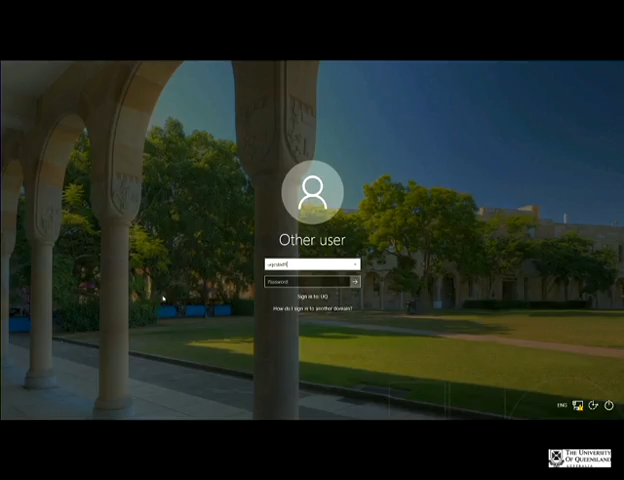 Other user
Password
Sign in to: UQ
How do I sign in to another domain?
ENG
THE UNIVERSITY
OF QUEENSLAND
AUSTRALIA